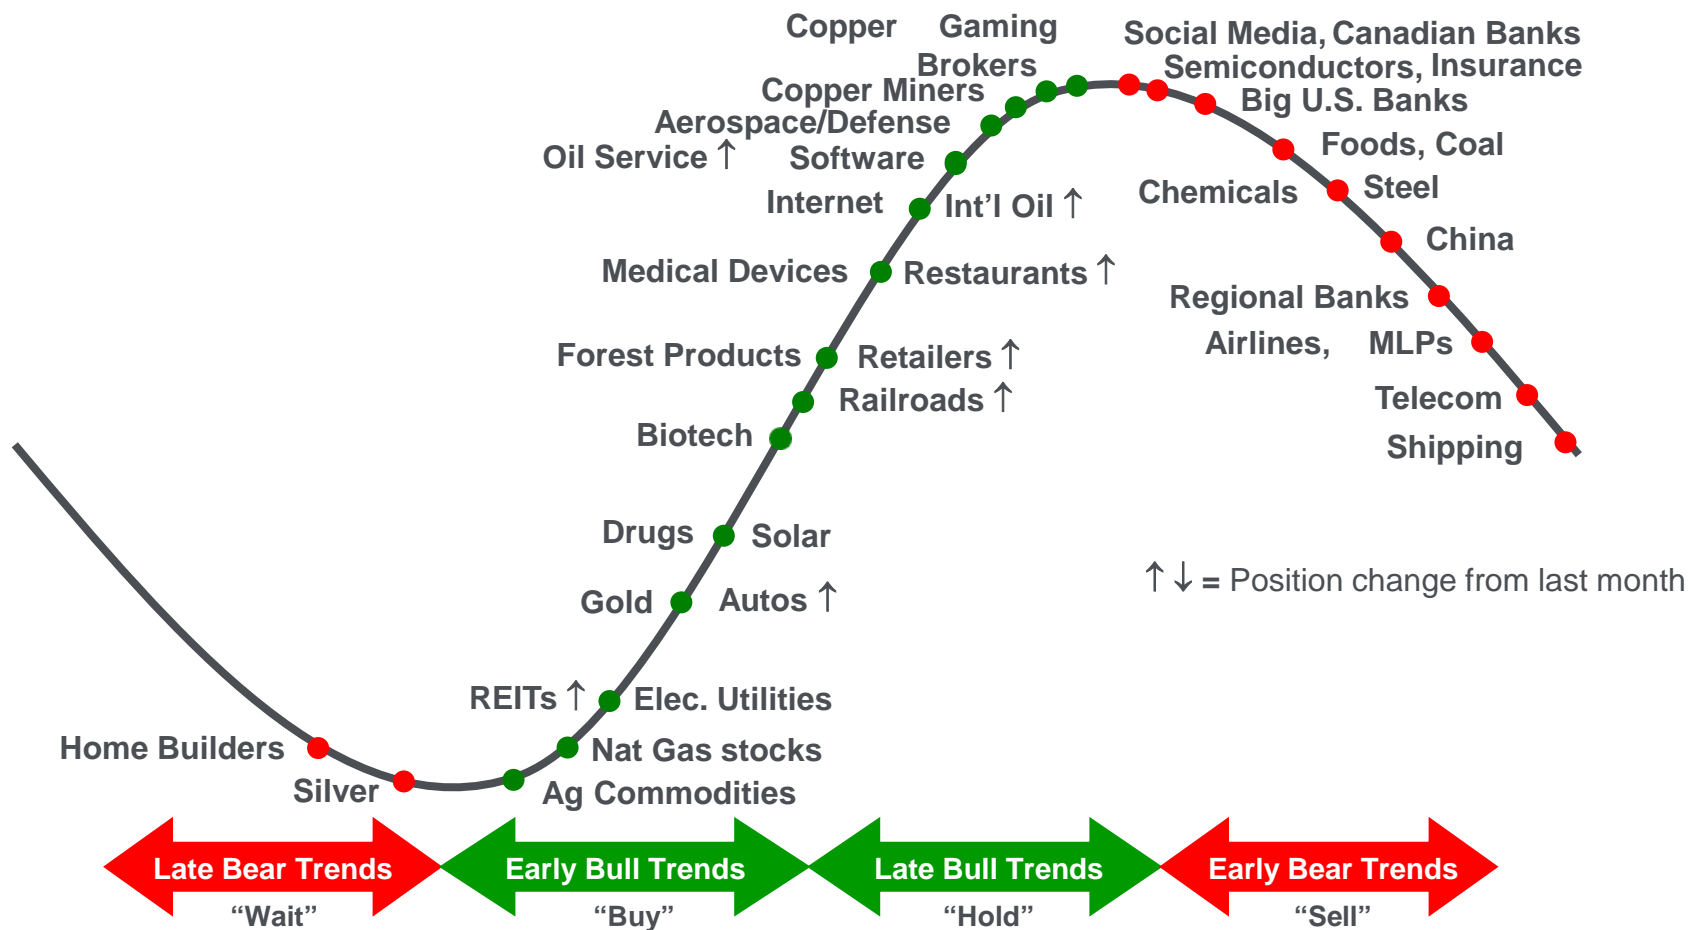 Copper Gaming
Social Media, Canadian Banks
Brokers
Semiconductors, Insurance
Copper Miners
Big U.S. Banks
Aerospace/Defense
Foods, Coal
Oil Service ↑ Software
Chemicals Steel
Internet Int’l Oil ↑
China
Medical Devices Restaurants ↑
Regional Banks
Airlines, MLPs
Forest Products Retailers ↑
Railroads ↑
Telecom
Biotech
Shipping
Drugs Solar
↑↓ = Position change from last month
Gold Autos ↑
REITs ↑ Elec. Utilities
Home Builders
Nat Gas stocks
Silver
Ag Commodities
Late Bear Trends Early Bull Trends Late Bull Trends Early Bear Trends
“Wait” “Buy” “Hold” “Sell”